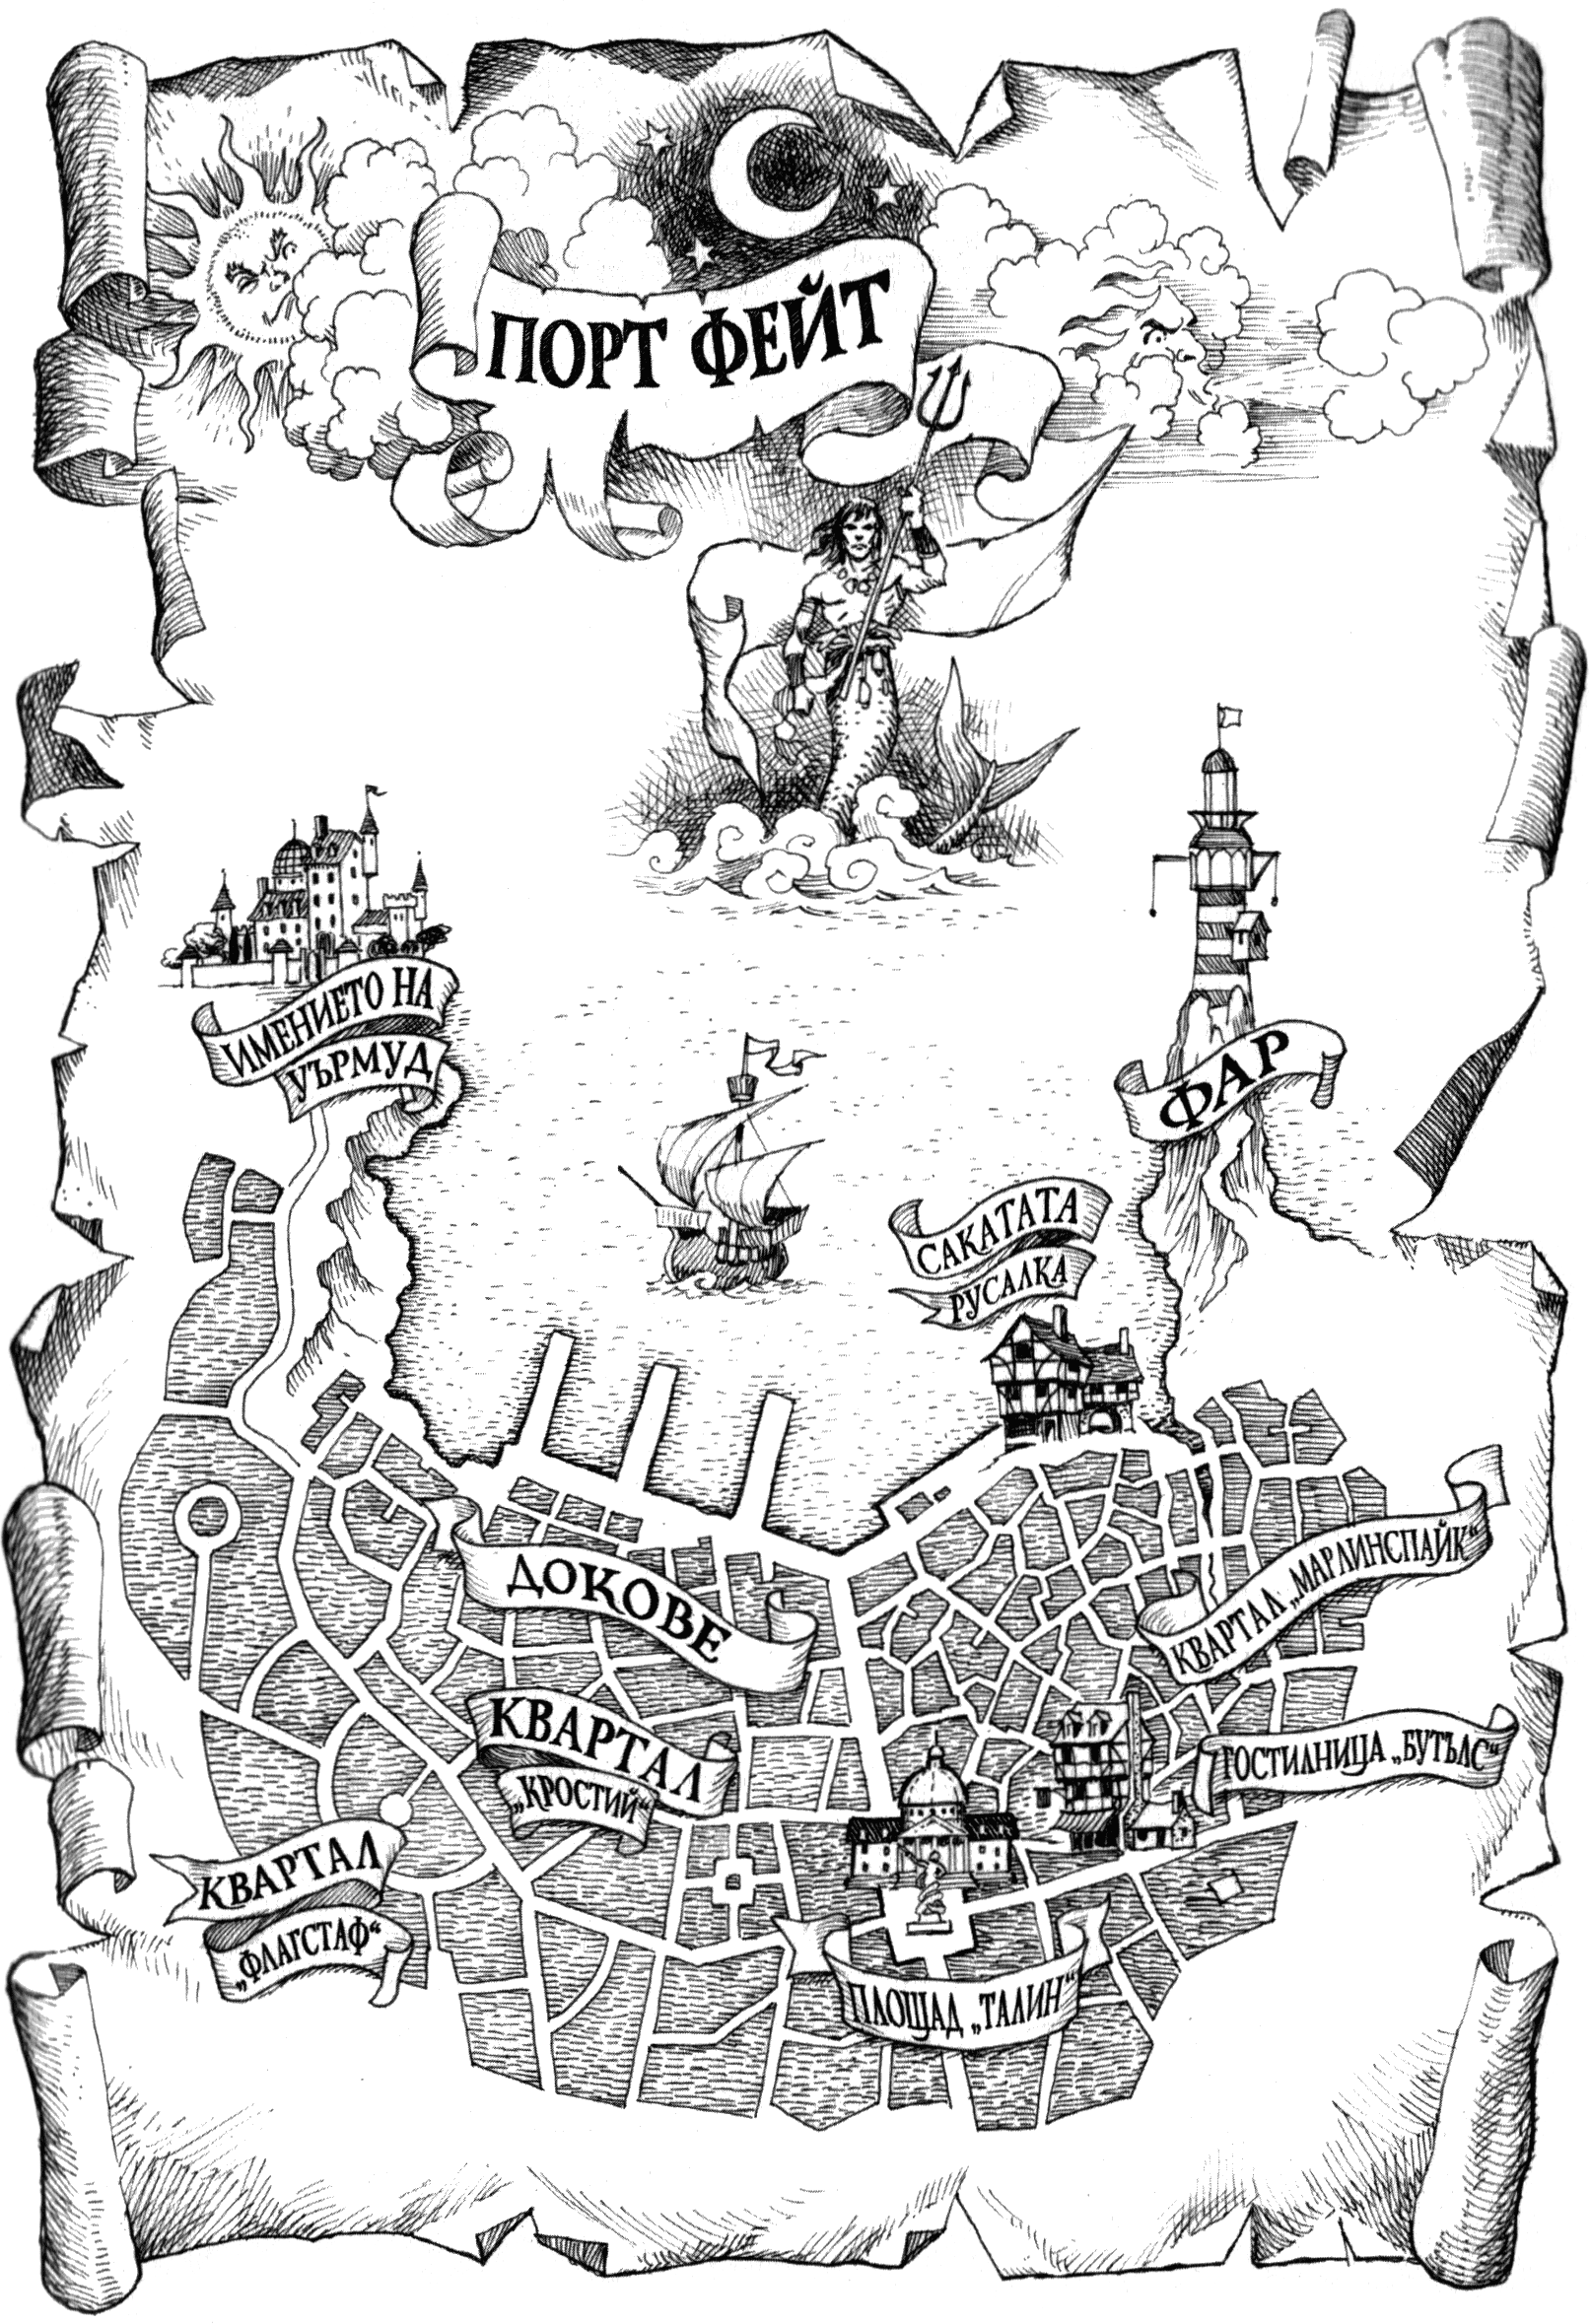 ПОРТ ФЕЙТ
ИМЕНИЕТО НА
УЪРМУД
ФАР
САКАТАТА
РУСАЛКА
ДОКОВЕ
КВАРТАЛ „МАРЛИНСПАЙК“
КВАРТАЛ
„КРОСТИЙ“
ГОСТИЛНИЦА „БУТЪЛС“
КВАРТАЛ
„ФЛАГСТАФ“
ПЛОЩАД „ТАЛИН“